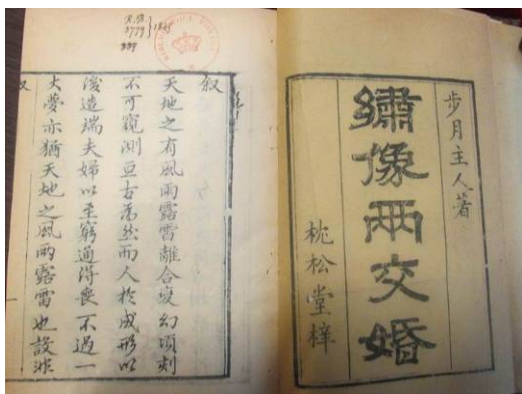 步月主人著
繡像兩交婚
枕松堂梓
叙
天地之有風雨露雷離合變幻頃刻
不可窺測亘古為然而人於成形以
後造端夫婦以至窮通得喪不過一
大夢亦猶天地之風雨露雷也設非
叙
一